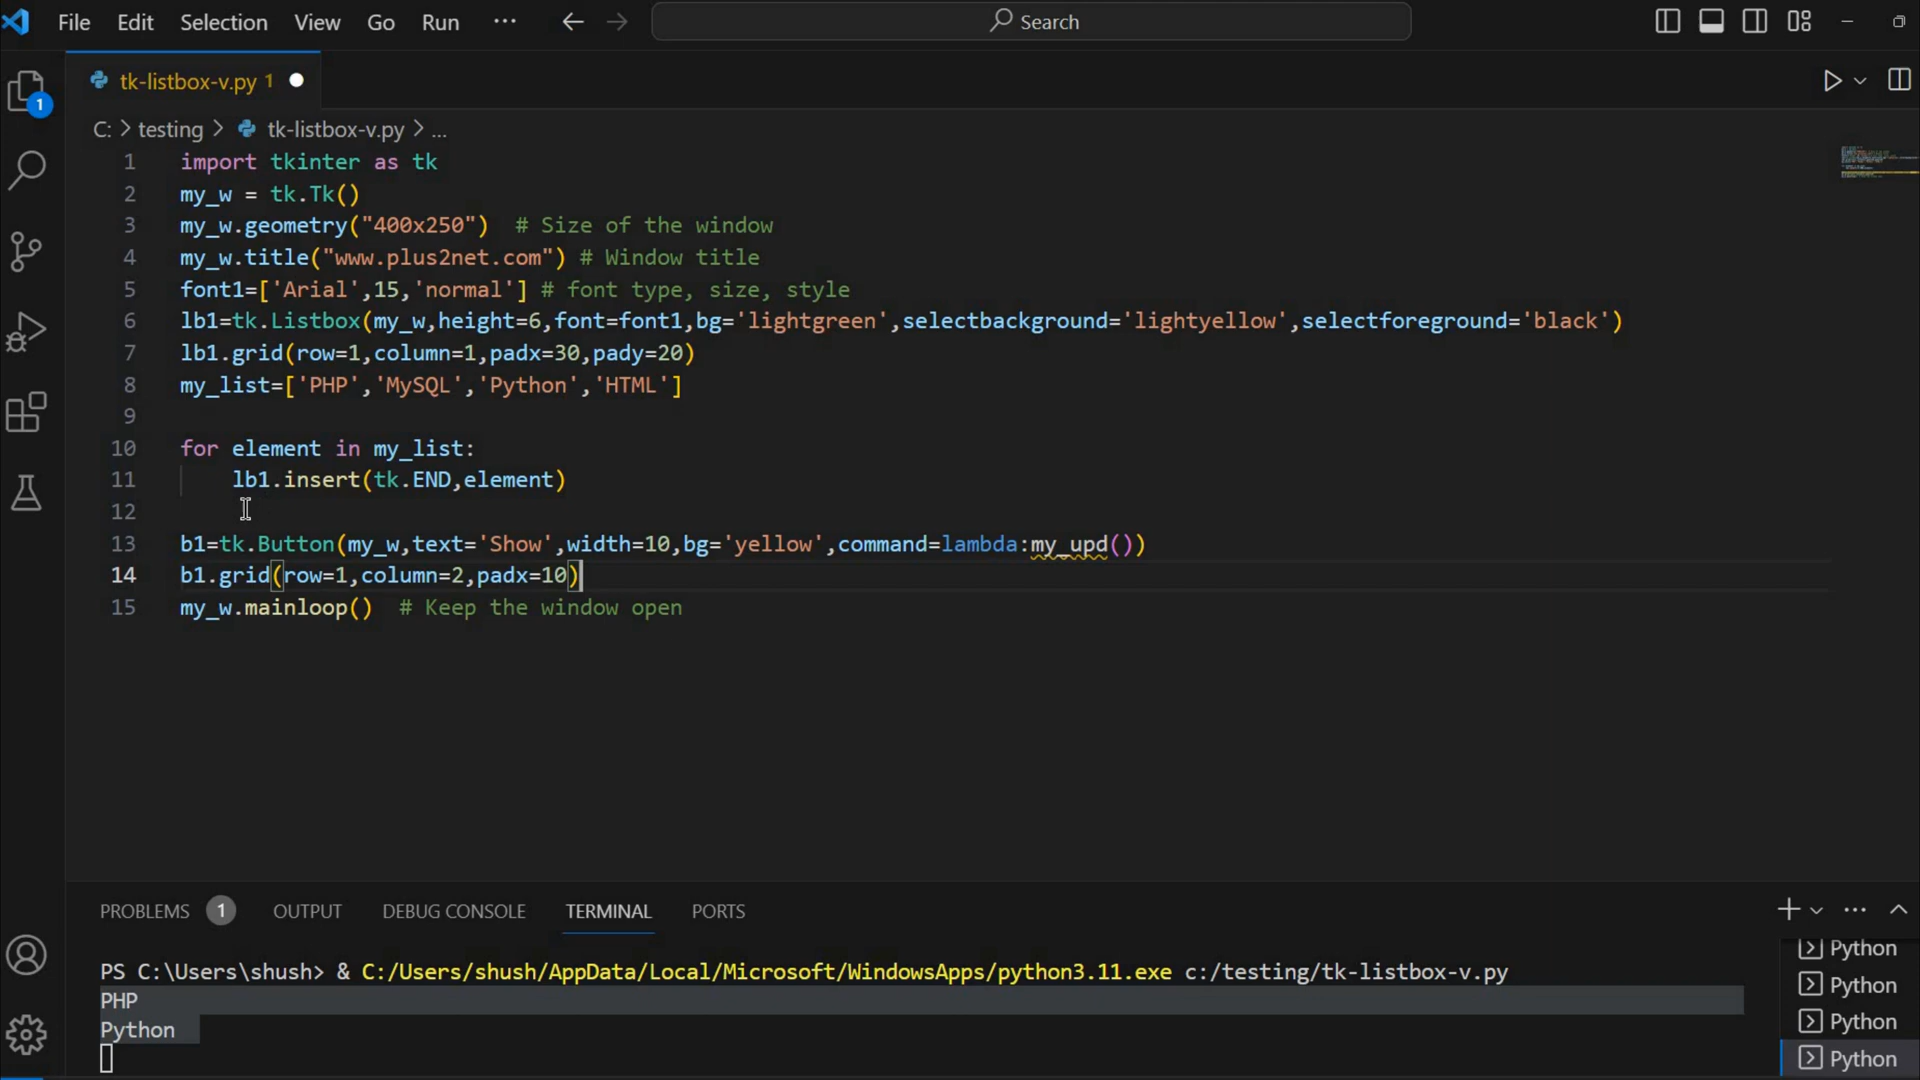 File Edit Selection View Go Run ··· Search
tk-listbox-v.py 1
1
C: > testing > tk-listbox-v.py > ...
1 import tkinter as tk
2 my_w = tk.Tk()
3 my_w.geometry("400x250")  # Size of the window
4 my_w.title("www.plus2net.com") # Window title
5 font1=['Arial',15,'normal'] # font type, size, style
6 lb1=tk.Listbox(my_w,height=6,font=font1,bg='lightgreen',selectbackground='lightyellow',selectforeground='black')
7 lb1.grid(row=1,column=1,padx=30,pady=20)
8 my_list=['PHP','MySQL','Python','HTML']
9
10 for element in my_list:
11     lb1.insert(tk.END,element)
12
13 b1=tk.Button(my_w,text='Show',width=10,bg='yellow',command=lambda:my_upd())
14 b1.grid(row=1,column=2,padx=10)
15 my_w.mainloop()  # Keep the window open
PROBLEMS 1 OUTPUT DEBUG CONSOLE TERMINAL PORTS
PS C:\Users\shush> & C:/Users/shush/AppData/Local/Microsoft/WindowsApps/python3.11.exe c:/testing/tk-listbox-v.py
PHP
Python
Python
Python
Python
Python